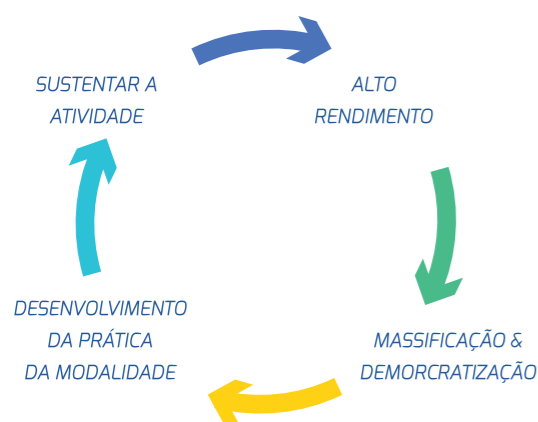 SUSTENTAR A
ATIVIDADE
ALTO
RENDIMENTO
DESENVOLVIMENTO
DA PRÁTICA
DA MODALIDADE
MASSIFICAÇÃO &
DEMORCRATIZAÇÃO